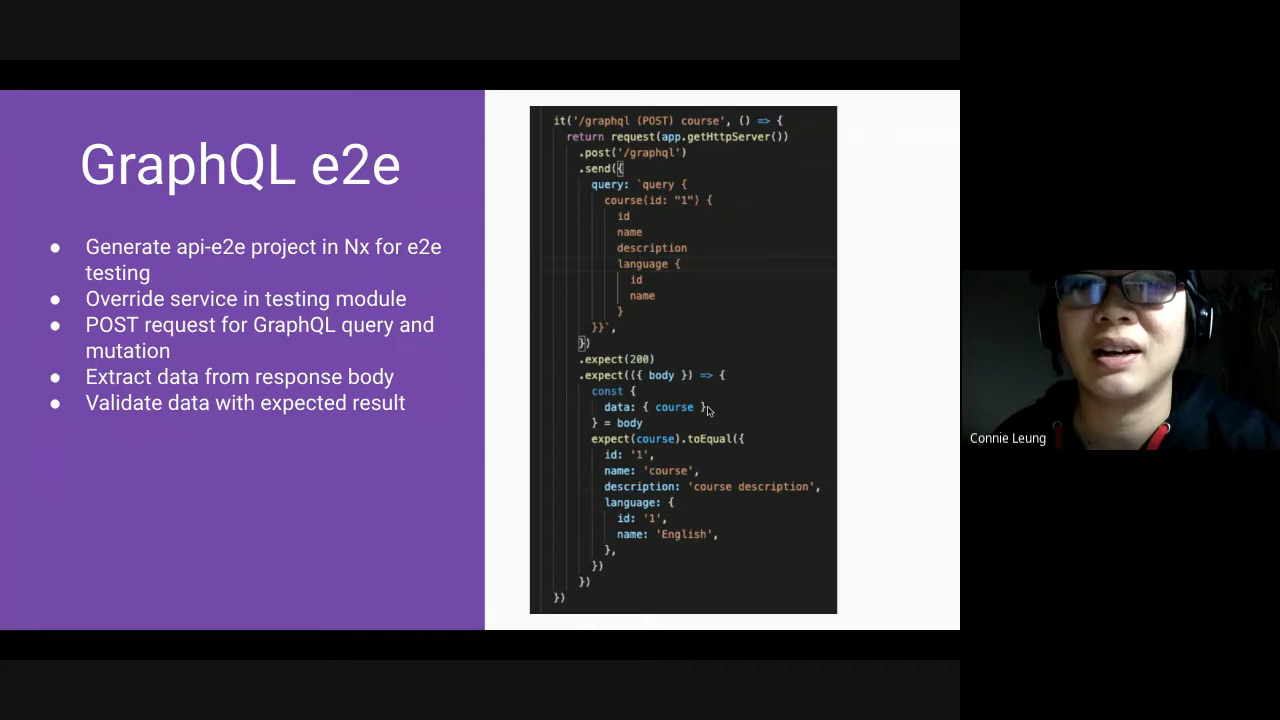 GraphQL e2e
● Generate api-e2e project in Nx for e2e
testing
● Override service in testing module
● POST request for GraphQL query and
mutation
● Extract data from response body
● Validate data with expected result
it('/graphql (POST) course', () => {
return request(app.getHttpServer())
.post('/graphql')
.send({
query: `query {
course(id: "1") {
id
name
description
language {
id
name
}
}}`,
})
.expect(200)
.expect(({ body }) => {
const {
data: { course },
} = body
expect(course).toEqual({
id: '1',
name: 'course',
description: 'course description',
language: {
id: '1',
name: 'English',
},
})
})
})
Connie Leung